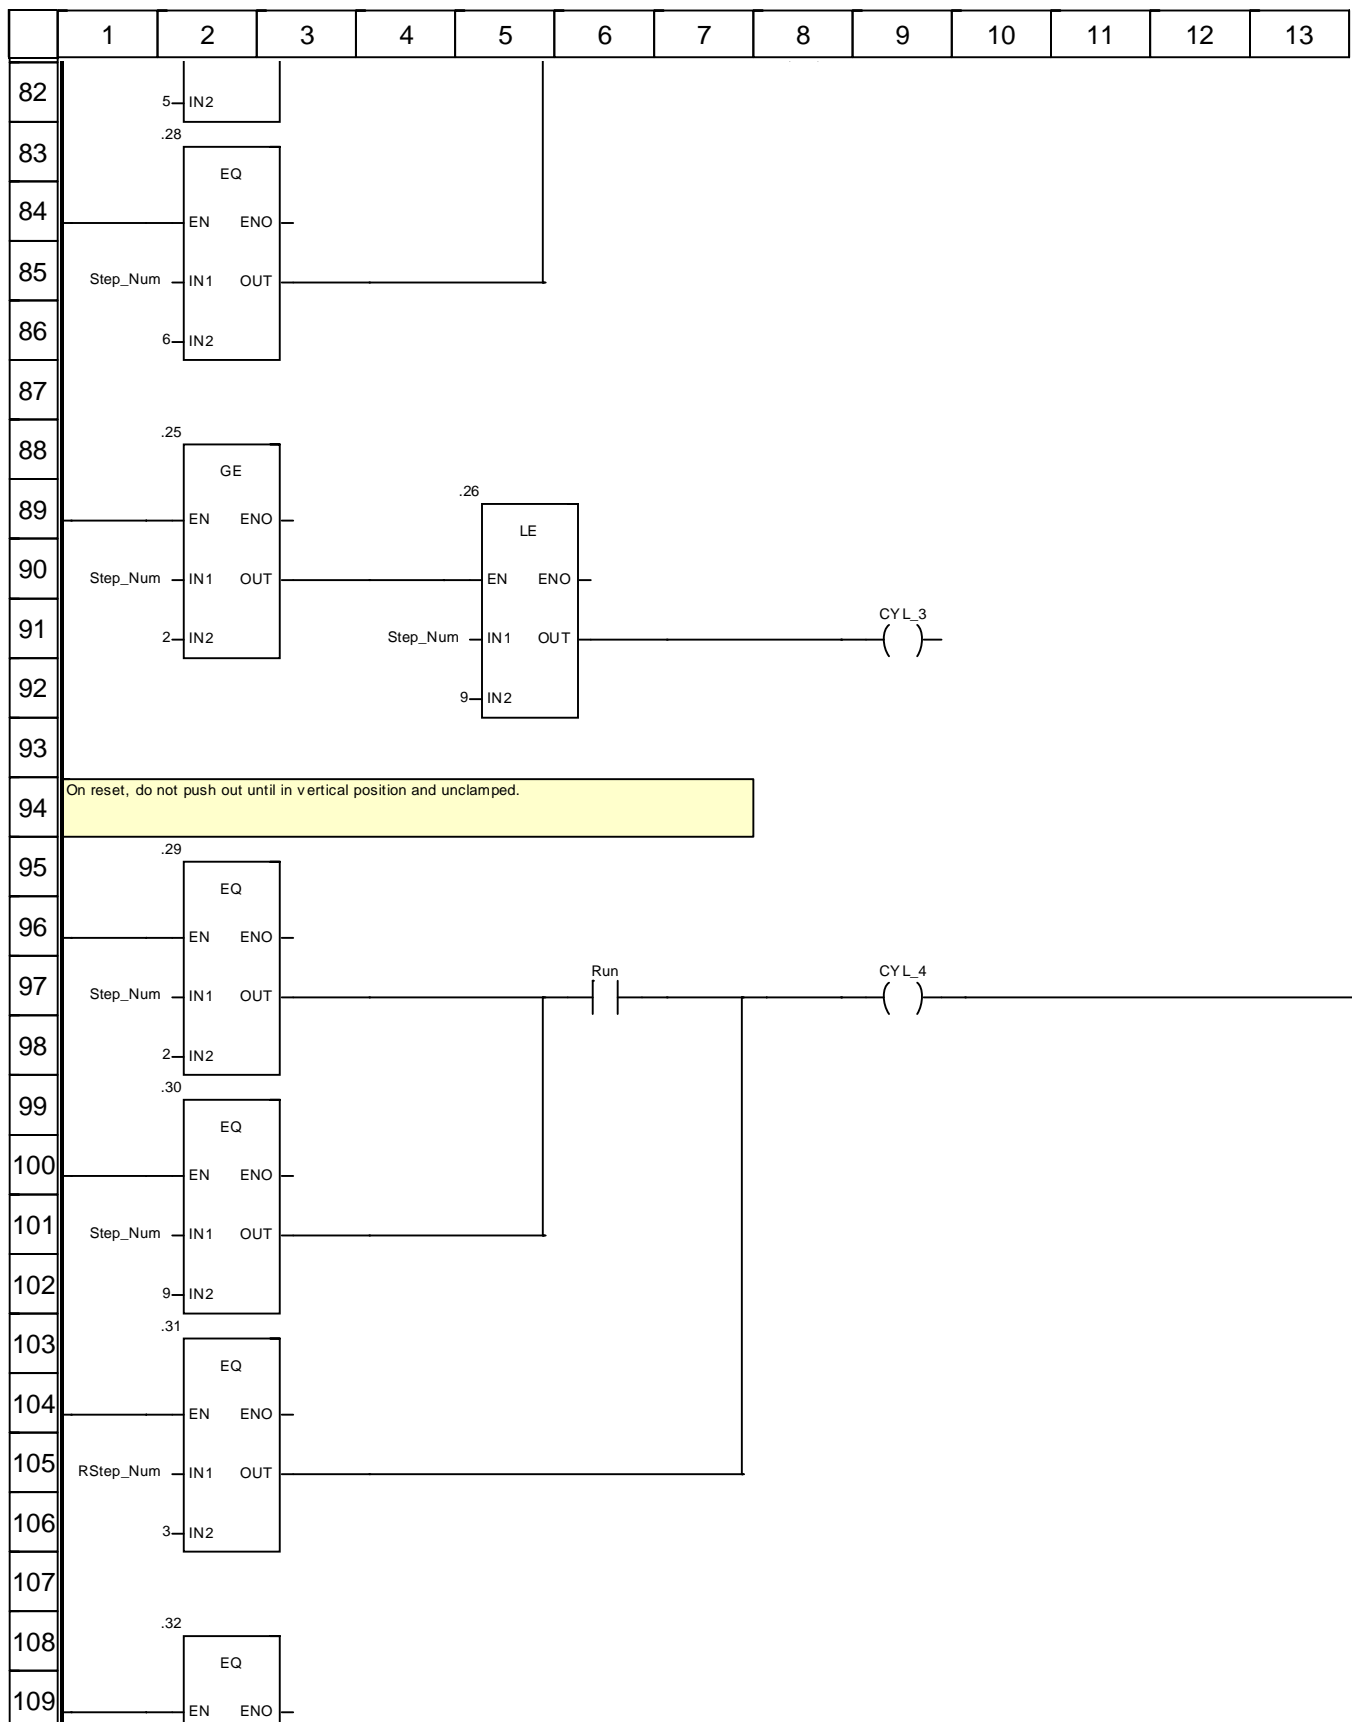 1 2 3 4 5 6 7 8 9 10 11 12 13
82
5 IN2
.28
83
EQ
84
EN ENO
85
Step_Num IN1 OUT
86
6 IN2
87
.25
88
GE
.26
89
EN ENO
LE
90
Step_Num IN1 OUT EN ENO
CYL_3
91
2 IN2 Step_Num IN1 OUT
92
9 IN2
93
On reset, do not push out until in vertical position and unclamped.
94
.29
95
EQ
96
EN ENO
Run CYL_4
97
Step_Num IN1 OUT
98
2 IN2
.30
99
EQ
100
EN ENO
101
Step_Num IN1 OUT
102
9 IN2
.31
103
EQ
104
EN ENO
105
RStep_Num IN1 OUT
106
3 IN2
107
.32
108
EQ
109
EN ENO